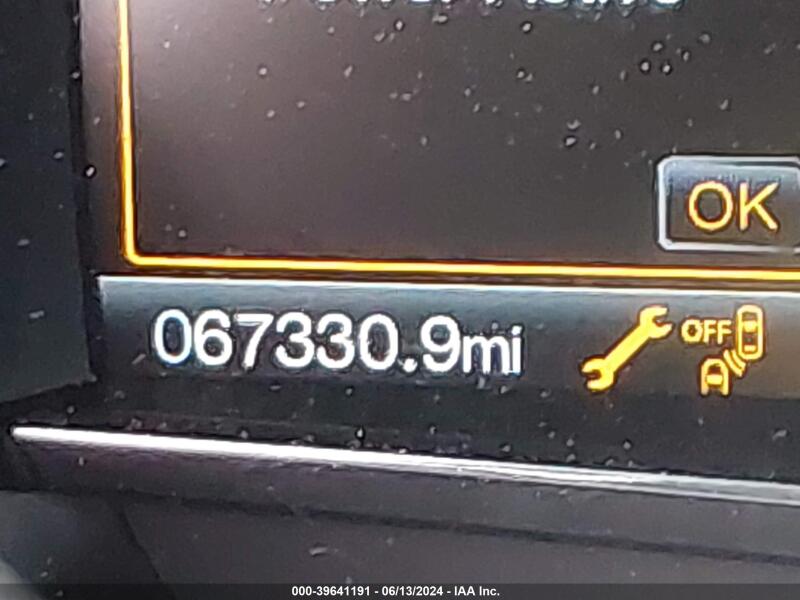 OK
067330.9mi
OFF
000-39641191 - 06/13/2024 - IAA Inc.